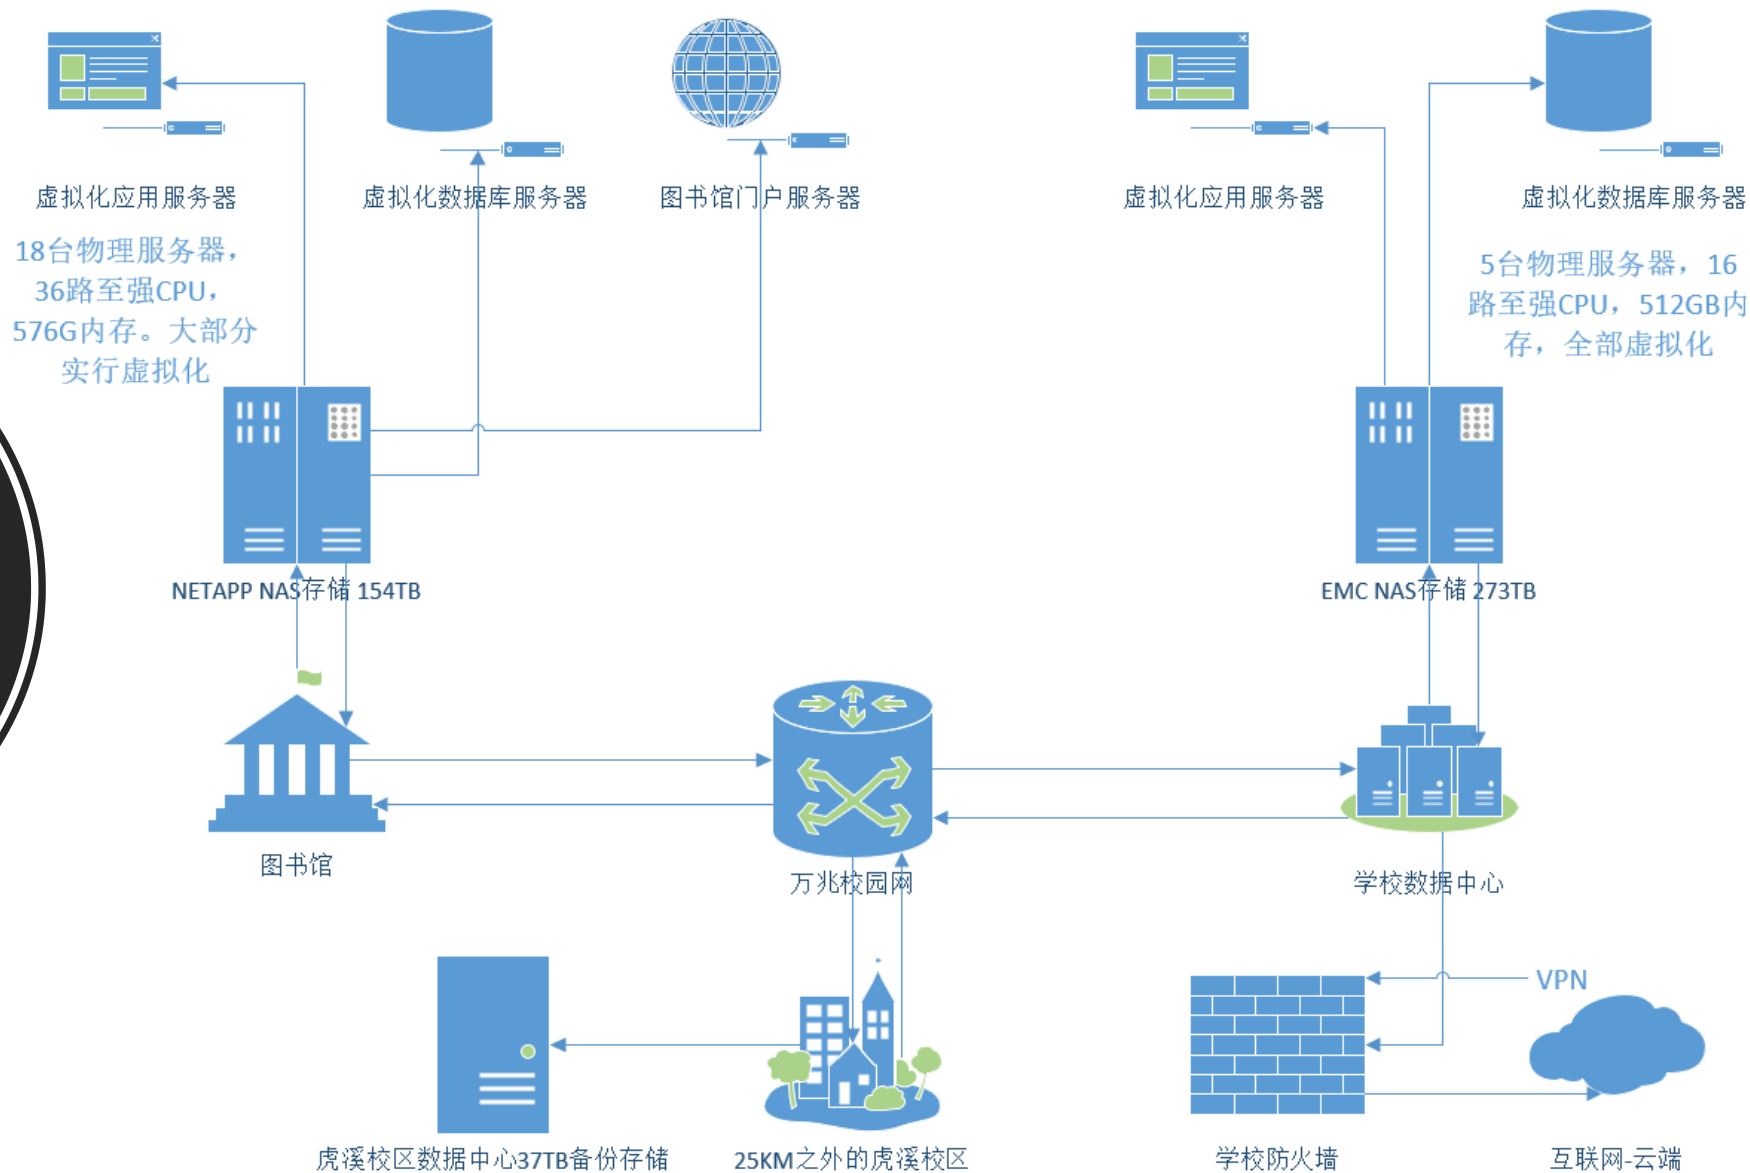 虚拟化应用服务器
虚拟化数据库服务器
图书馆门户服务器
虚拟化应用服务器
虚拟化数据库服务器
18台物理服务器，
36路至强CPU，
576G内存。大部分
实行虚拟化
5台物理服务器，16
路至强CPU，512GB内
存，全部虚拟化
NETAPP NAS存储 154TB
EMC NAS存储 273TB
图书馆
万兆校园网
学校数据中心
VPN
虎溪校区数据中心37TB备份存储
25KM之外的虎溪校区
学校防火墙
互联网-云端